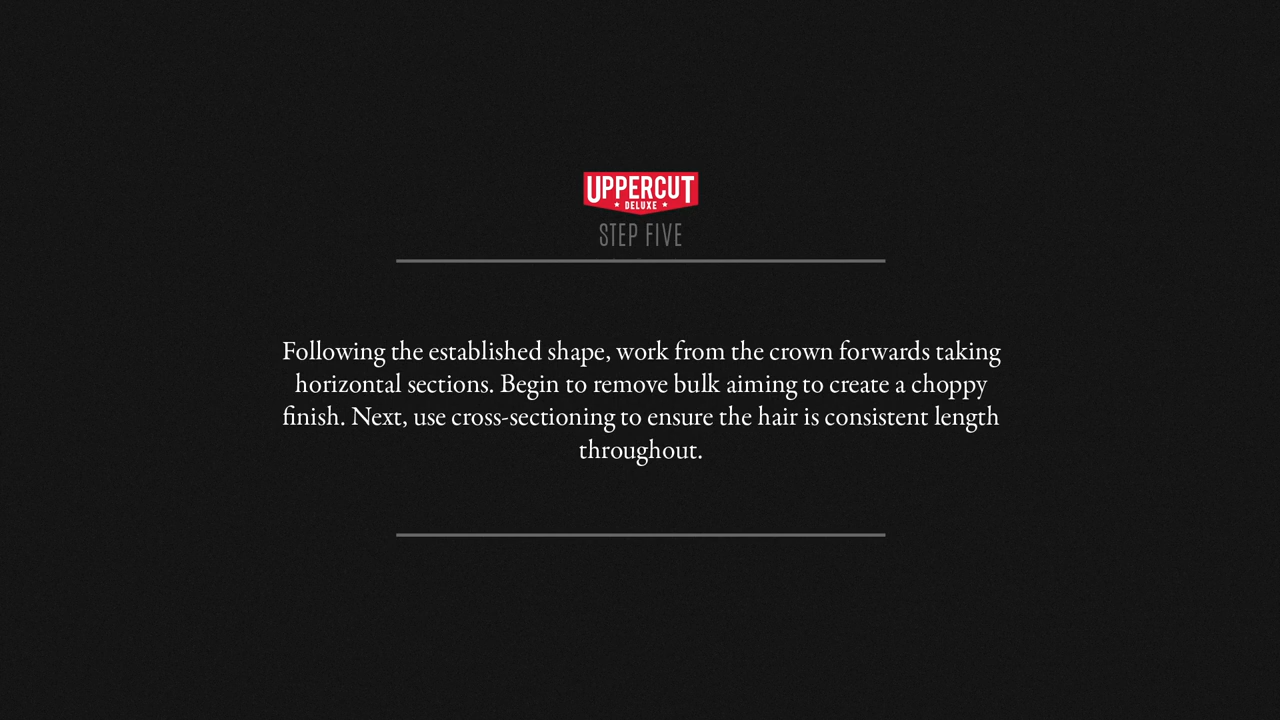 UPPERCUT
DELUXE
STEP FIVE
Following the established shape, work from the crown forwards taking
horizontal sections. Begin to remove bulk aiming to create a choppy
finish. Next, use cross-sectioning to ensure the hair is consistent length
throughout.